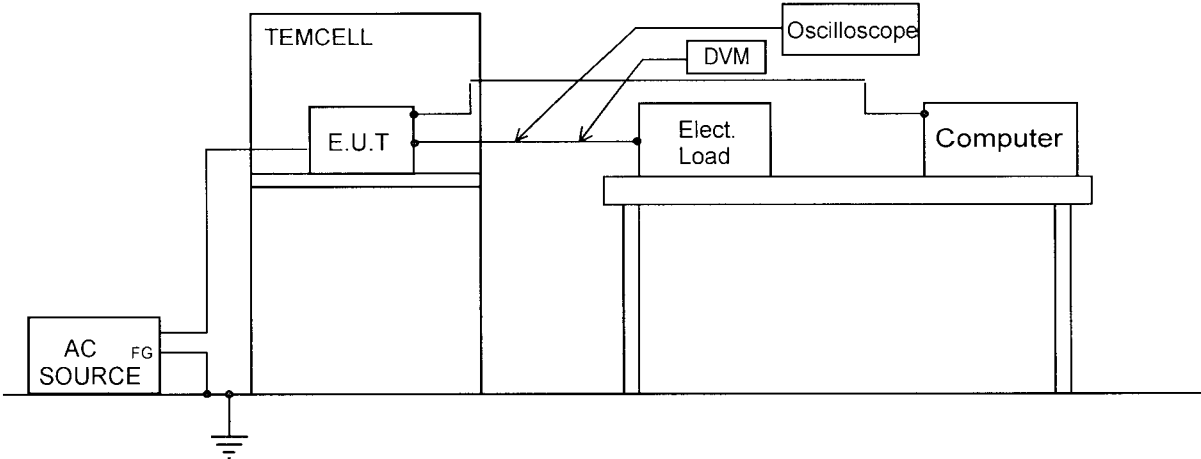 Oscilloscope
TEMCELL
DVM
E.U.T
Elect.
Load
Computer
AC
FG
SOURCE